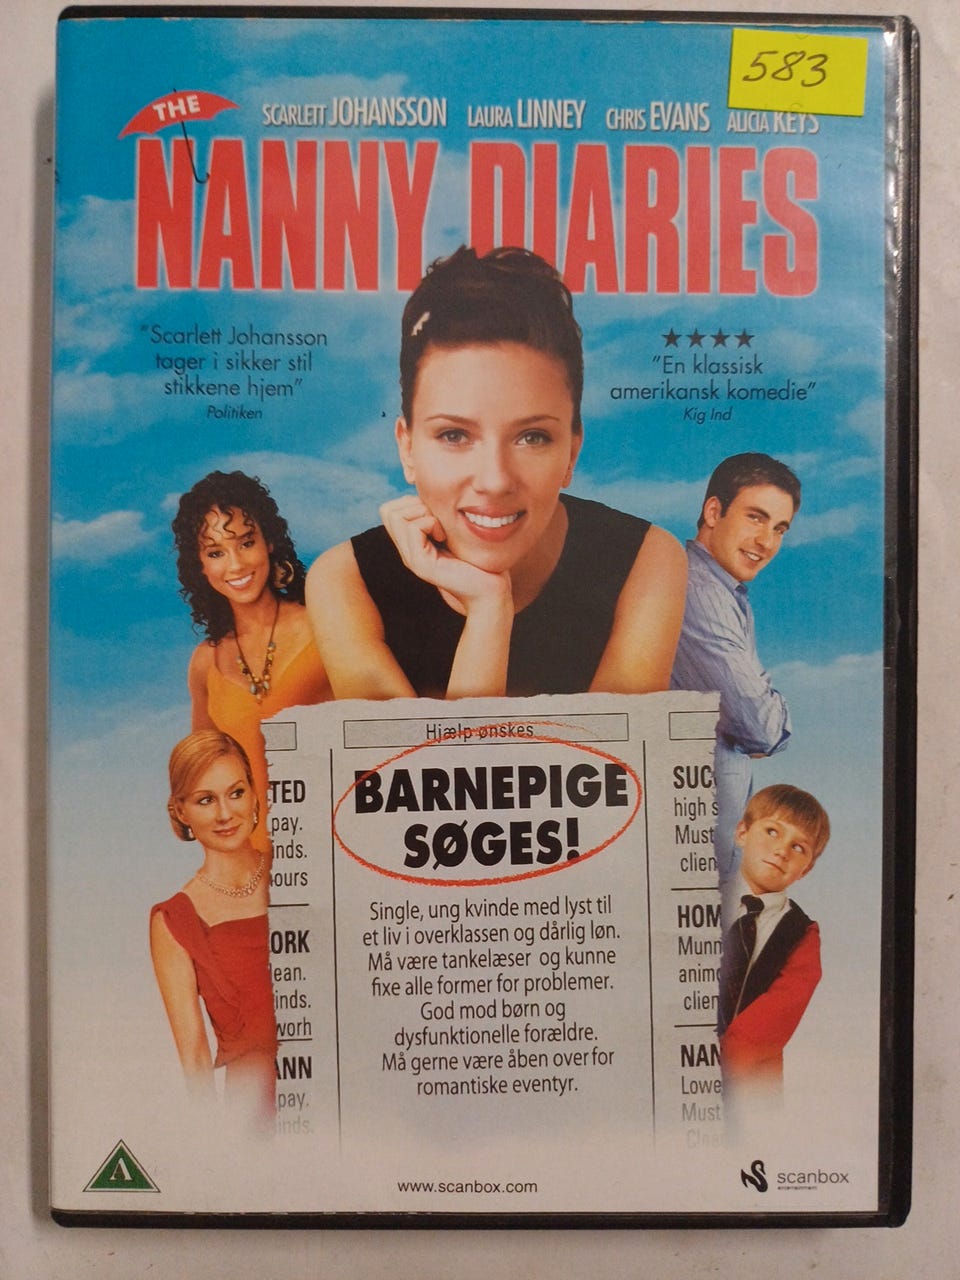 583
THE
SCARLETT JOHANSSON LAURA LINNEY CHRIS EVANS ALICIA KEYS
NANNY DIARIES
"Scarlett Johansson
tager i sikker stil
stikkene hjem"
Politiken
★★★★
"En klassisk
amerikansk komedie"
Kig Ind
Hjælp ønskes
BARNEPIGE
SØGES!
Single, ung kvinde med lyst til
et liv i overklassen og dårlig løn.
Må være tankelæser og kunne
fixe alle former for problemer.
God mod børn og
dysfunktionelle forældre.
Må gerne være åben over for
romantiske eventyr.
TED
pay.
inds.
ours
ORK
lean.
inds.
worh
ANN
pay.
inds.
SUC
high s
Must
clien
HOM
Munn
anim
clien
NAN
Lowe
Must
A
www.scanbox.com
scanbox
entertainment